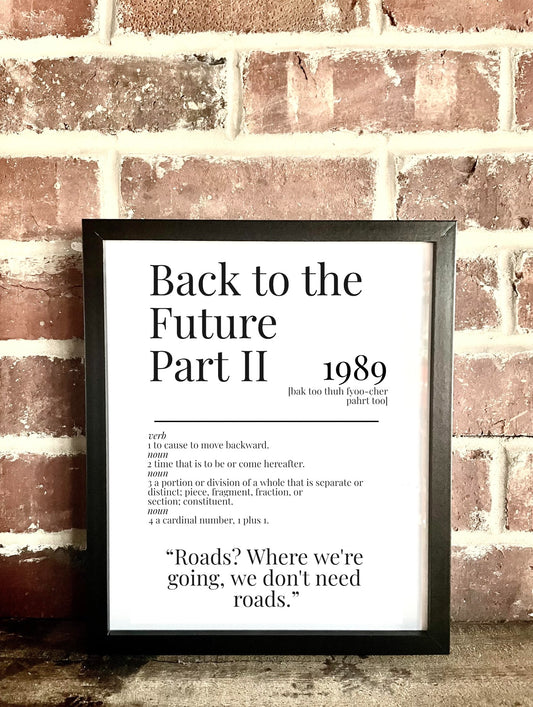 Back to the
Future
Part II 1989
[bak too thuh fyoo-cher
pahrt too]
verb
1 to cause to move backward.
noun
2 time that is to be or come hereafter.
noun
3 a portion or division of a whole that is separate or
distinct; piece, fragment, fraction, or
section; constituent.
noun
4 a cardinal number, 1 plus 1.
“Roads? Where we're
going, we don't need
roads.”